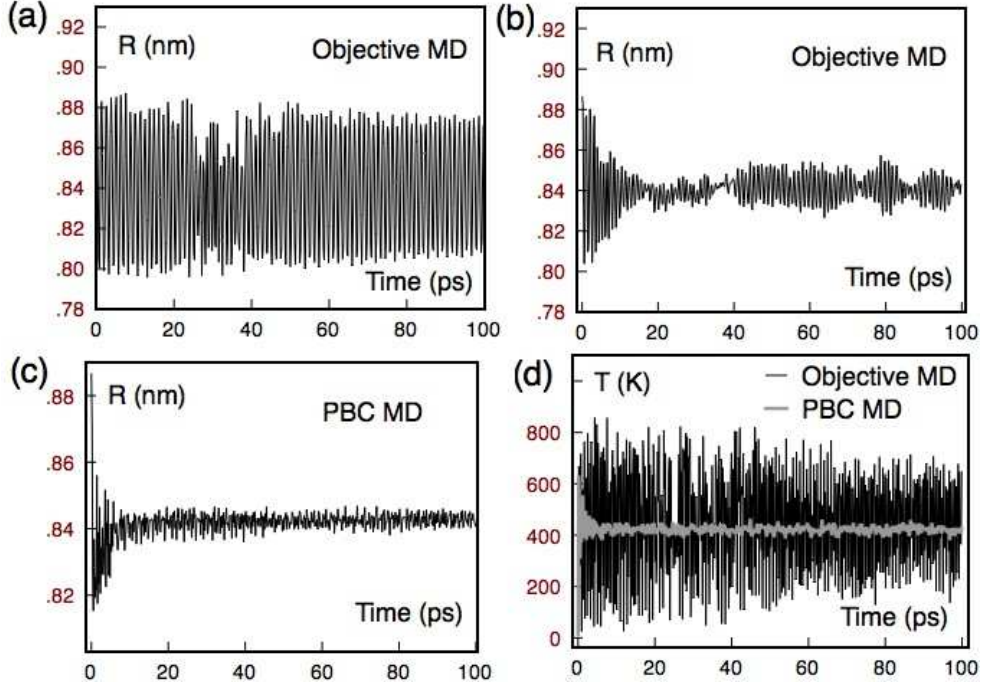 (a)
R (nm)
Objective MD
.92
.90
.88
.86
.84
.82
.80
.78
Time (ps)
0 20 40 60 80 100
(b)
R (nm)
Objective MD
.92
.90
.88
.86
.84
.82
.80
.78
Time (ps)
0 20 40 60 80 100
(c)
R (nm)
PBC MD
.88
.86
.84
.82
Time (ps)
0 20 40 60 80 100
(d)
T (K)
Objective MD
PBC MD
800
600
400
200
0
Time (ps)
0 20 40 60 80 100